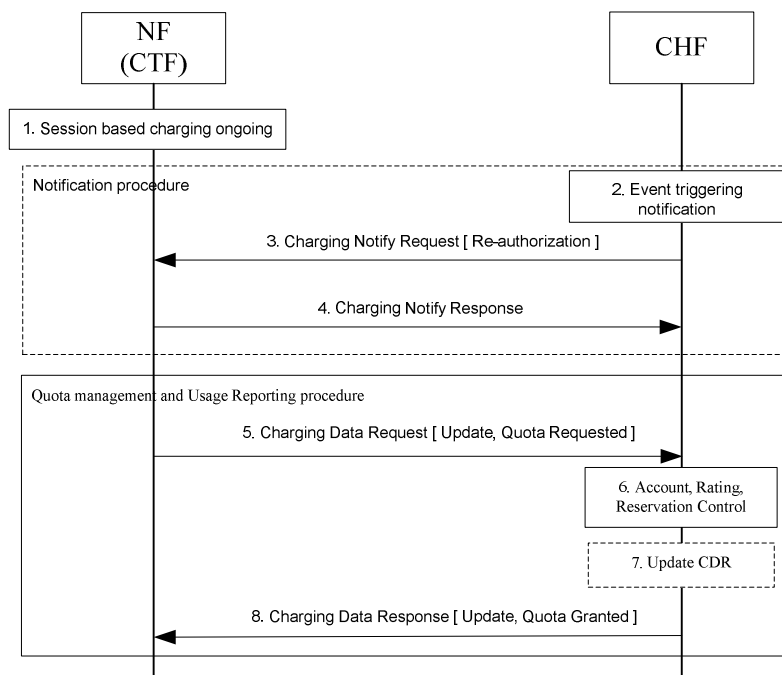 NF
(CTF)
CHF
1. Session based charging ongoing
Notification procedure
2. Event triggering
notification
3. Charging Notify Request [ Re-authorization ]
4. Charging Notify Response
Quota management and Usage Reporting procedure
5. Charging Data Request [ Update, Quota Requested ]
6. Account, Rating,
Reservation Control
7. Update CDR
8. Charging Data Response [ Update, Quota Granted ]